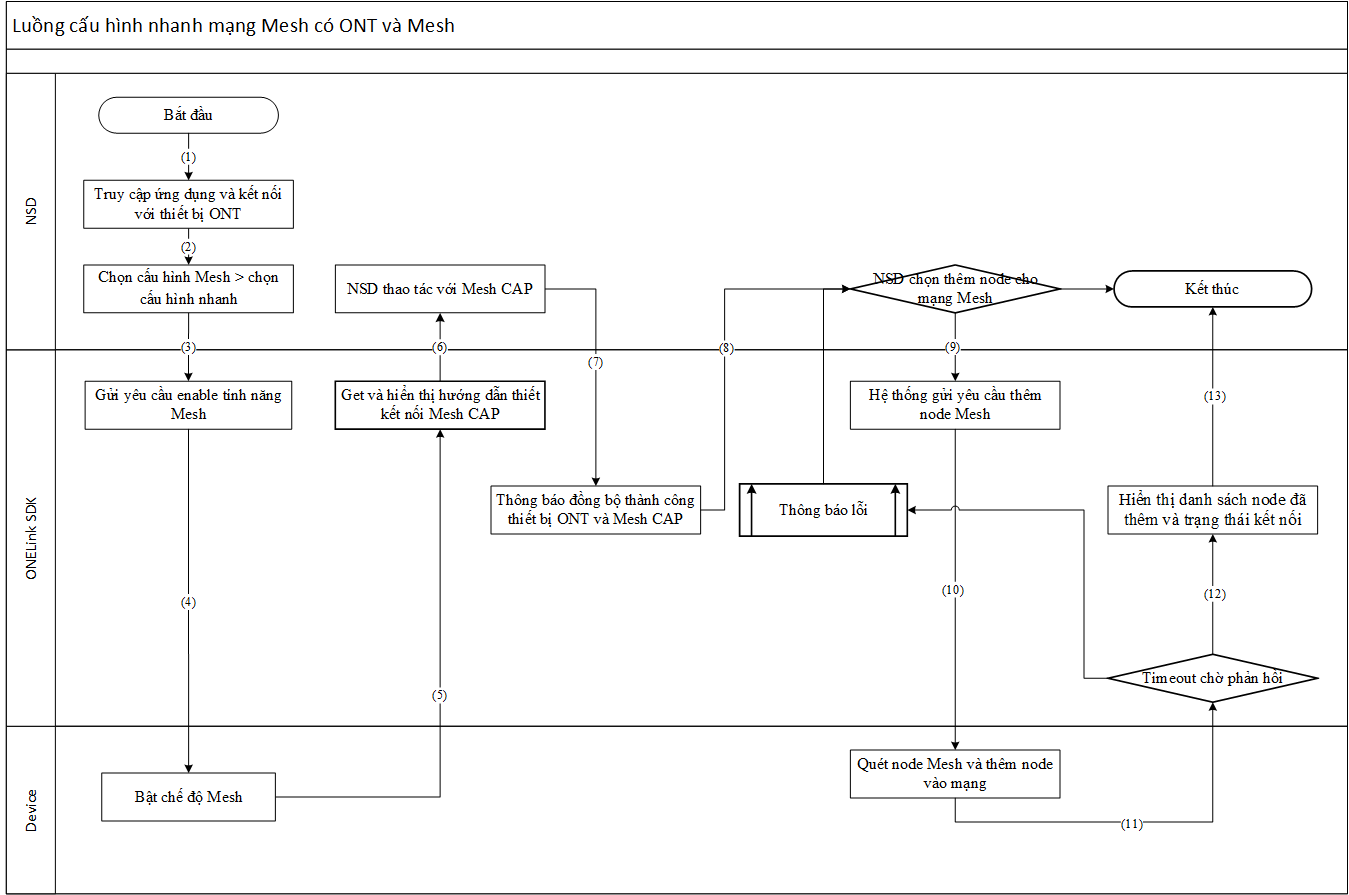 Luồng cấu hình nhanh mạng Mesh có ONT và Mesh
NSD
Bắt đầu
(1)
Truy cập ứng dụng và kết nối
với thiết bị ONT
(2)
Chọn cấu hình Mesh > chọn
cấu hình nhanh
NSD thao tác với Mesh CAP
NSD chọn thêm node cho
mạng Mesh
Kết thúc
(3)
(6)
(7)
(8)
(9)
ONELink SDK
Gửi yêu cầu enable tính năng
Mesh
Get và hiển thị hướng dẫn thiết
kết nối Mesh CAP
Hệ thống gửi yêu cầu thêm
node Mesh
(13)
Thông báo đồng bộ thành công
thiết bị ONT và Mesh CAP
Thông báo lỗi
Hiển thị danh sách node đã
thêm và trạng thái kết nối
(4)
(10)
(12)
(5)
Timeout chờ phản hồi
Device
Bật chế độ Mesh
Quét node Mesh và thêm node
vào mạng
(11)